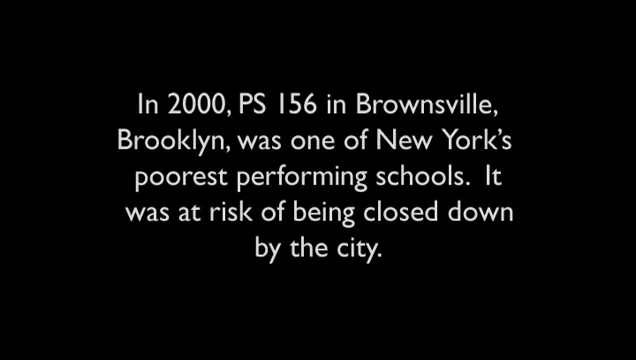 In 2000, PS 156 in Brownsville,
Brooklyn, was one of New York’s
poorest performing schools.  It
was at risk of being closed down
by the city.